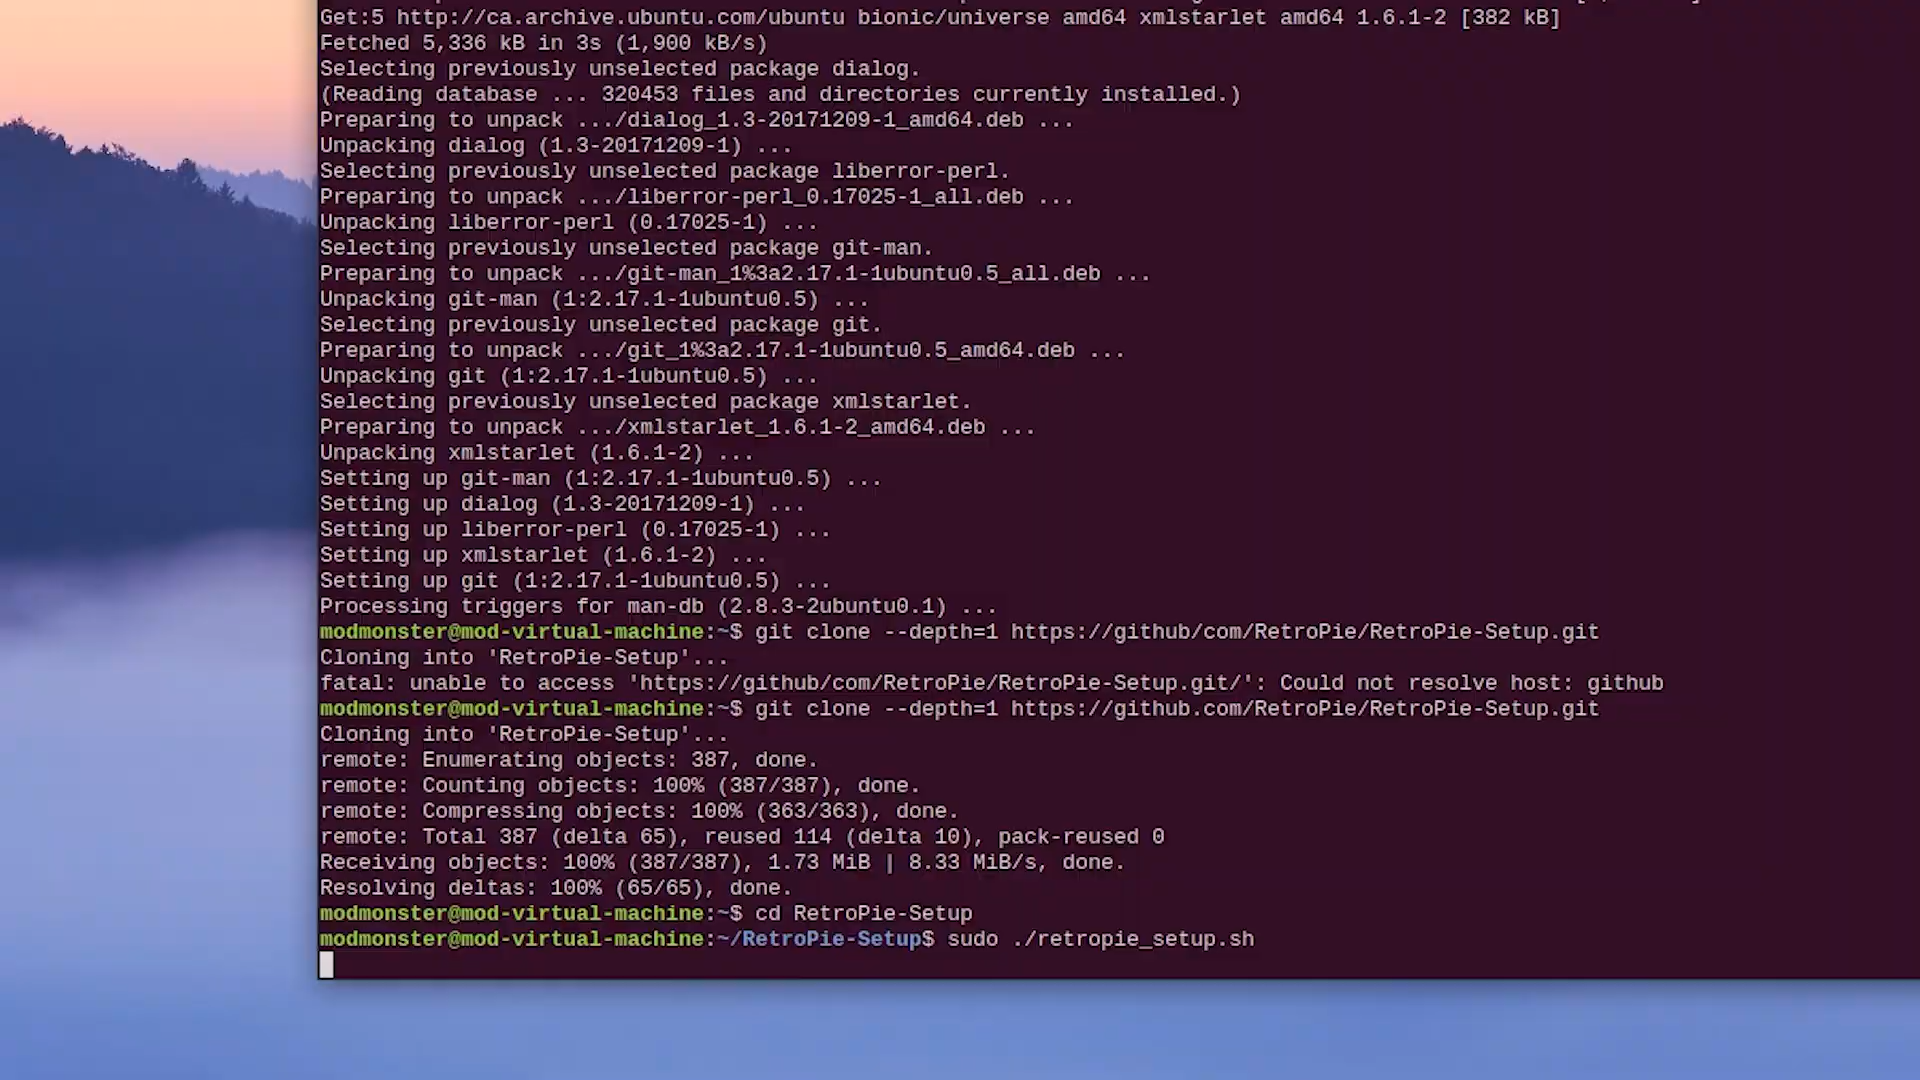 Get:5 http://ca.archive.ubuntu.com/ubuntu bionic/universe amd64 xmlstarlet amd64 1.6.1-2 [382 kB]
Fetched 5,336 kB in 3s (1,900 kB/s)
Selecting previously unselected package dialog.
(Reading database ... 320453 files and directories currently installed.)
Preparing to unpack .../dialog_1.3-20171209-1_amd64.deb ...
Unpacking dialog (1.3-20171209-1) ...
Selecting previously unselected package liberror-perl.
Preparing to unpack .../liberror-perl_0.17025-1_all.deb ...
Unpacking liberror-perl (0.17025-1) ...
Selecting previously unselected package git-man.
Preparing to unpack .../git-man_1%3a2.17.1-1ubuntu0.5_all.deb ...
Unpacking git-man (1:2.17.1-1ubuntu0.5) ...
Selecting previously unselected package git.
Preparing to unpack .../git_1%3a2.17.1-1ubuntu0.5_amd64.deb ...
Unpacking git (1:2.17.1-1ubuntu0.5) ...
Selecting previously unselected package xmlstarlet.
Preparing to unpack .../xmlstarlet_1.6.1-2_amd64.deb ...
Unpacking xmlstarlet (1.6.1-2) ...
Setting up git-man (1:2.17.1-1ubuntu0.5) ...
Setting up dialog (1.3-20171209-1) ...
Setting up liberror-perl (0.17025-1) ...
Setting up xmlstarlet (1.6.1-2) ...
Setting up git (1:2.17.1-1ubuntu0.5) ...
Processing triggers for man-db (2.8.3-2ubuntu0.1) ...
modmonster@mod-virtual-machine:~$ git clone --depth=1 https://github/com/RetroPie/RetroPie-Setup.git
Cloning into 'RetroPie-Setup'...
fatal: unable to access 'https://github/com/RetroPie/RetroPie-Setup.git/': Could not resolve host: github
modmonster@mod-virtual-machine:~$ git clone --depth=1 https://github.com/RetroPie/RetroPie-Setup.git
Cloning into 'RetroPie-Setup'...
remote: Enumerating objects: 387, done.
remote: Counting objects: 100% (387/387), done.
remote: Compressing objects: 100% (363/363), done.
remote: Total 387 (delta 65), reused 114 (delta 10), pack-reused 0
Receiving objects: 100% (387/387), 1.73 MiB | 8.33 MiB/s, done.
Resolving deltas: 100% (65/65), done.
modmonster@mod-virtual-machine:~$ cd RetroPie-Setup
modmonster@mod-virtual-machine:~/RetroPie-Setup$ sudo ./retropie_setup.sh